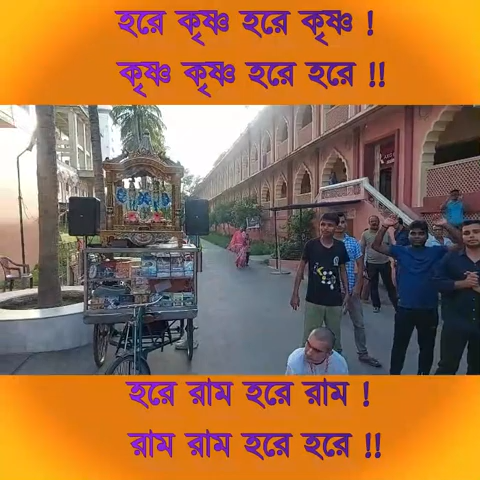 হরে কৃষ্ণ হরে কৃষ্ণ !
কৃষ্ণ কৃষ্ণ হরে হরে !!
হরে রাম হরে রাম !
রাম রাম হরে হরে !!